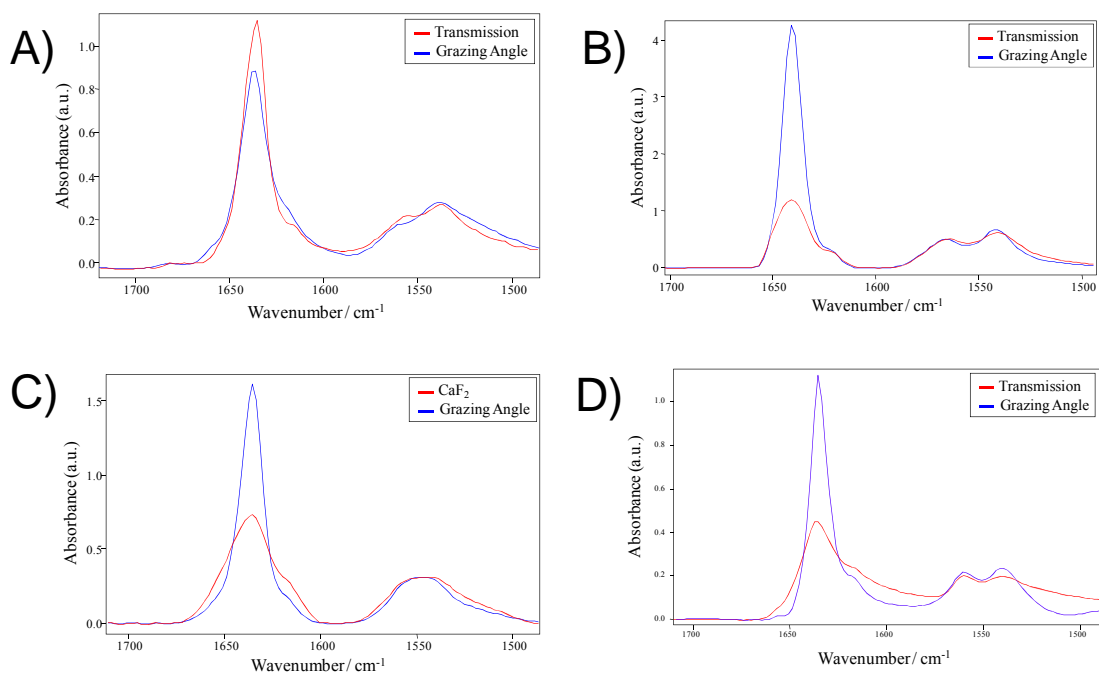 A)
Transmission
Grazing Angle
Absorbance (a.u.)
1.0
0.8
0.6
0.4
0.2
0.0
1700 1650 1600 1550 1500
Wavenumber / cm⁻¹
B)
Transmission
Grazing Angle
Absorbance (a.u.)
4
3
2
1
0
1700 1650 1600 1550 1500
Wavenumber / cm⁻¹
C)
CaF₂
Grazing Angle
Absorbance (a.u.)
1.5
1.0
0.5
0.0
1700 1650 1600 1550 1500
Wavenumber / cm⁻¹
D)
Transmission
Grazing Angle
Absorbance (a.u.)
1.0
0.8
0.6
0.4
0.2
0.0
1700 1650 1600 1550 1500
Wavenumber / cm⁻¹